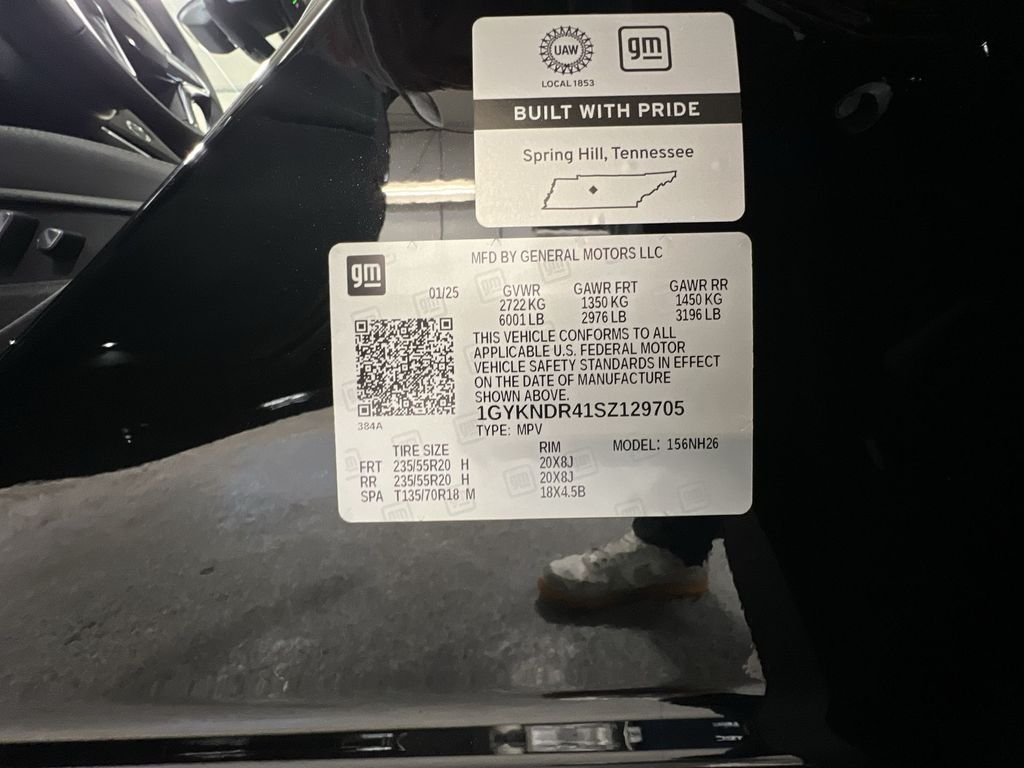 UAW
gm
LOCAL 1853
BUILT WITH PRIDE
Spring Hill, Tennessee
gm
MFD BY GENERAL MOTORS LLC
01/25
GVWR GAWR FRT GAWR RR
2722 KG 1350 KG 1450 KG
6001 LB 2976 LB 3196 LB
THIS VEHICLE CONFORMS TO ALL
APPLICABLE U.S. FEDERAL MOTOR
VEHICLE SAFETY STANDARDS IN EFFECT
ON THE DATE OF MANUFACTURE
SHOWN ABOVE.
1GYKNDR41SZ129705
384A
TYPE: MPV
TIRE SIZE RIM MODEL: 156NH26
FRT 235/55R20 H 20X8J
RR 235/55R20 H 20X8J
SPA T135/70R18 M 18X4.5B